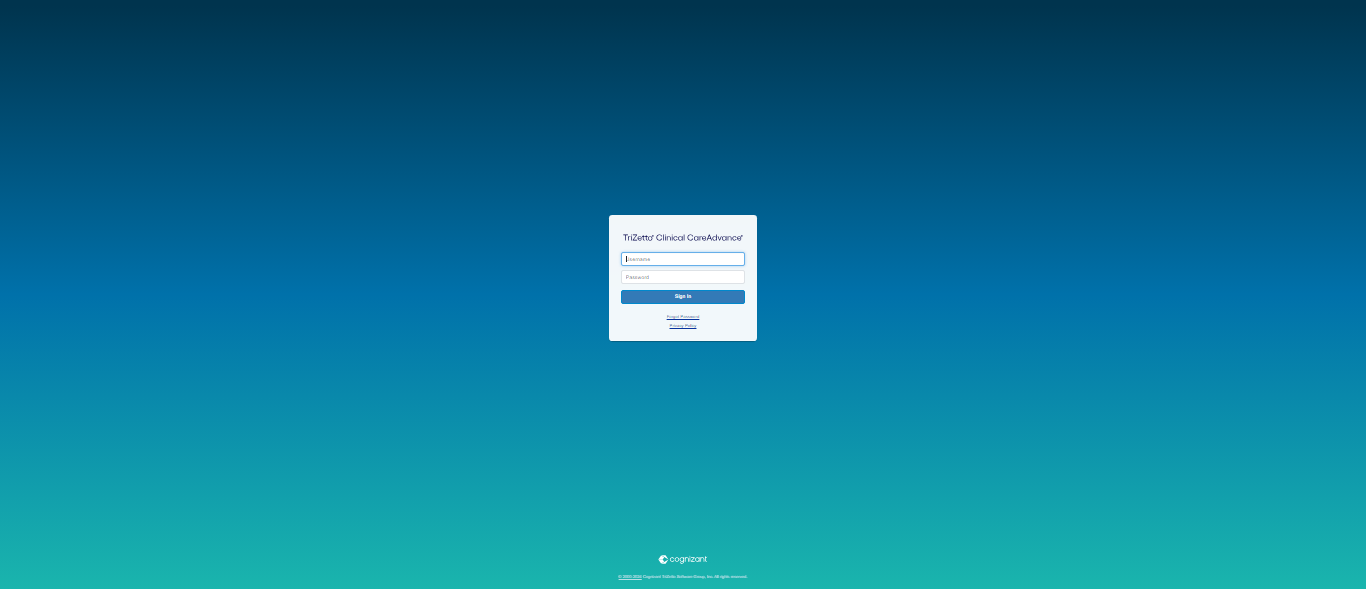 TriZetto® Clinical CareAdvance®
Username
Password
Sign In
Forgot Password
Privacy Policy
cognizant
Cognizant TriZetto Software Group, Inc. All rights reserved.